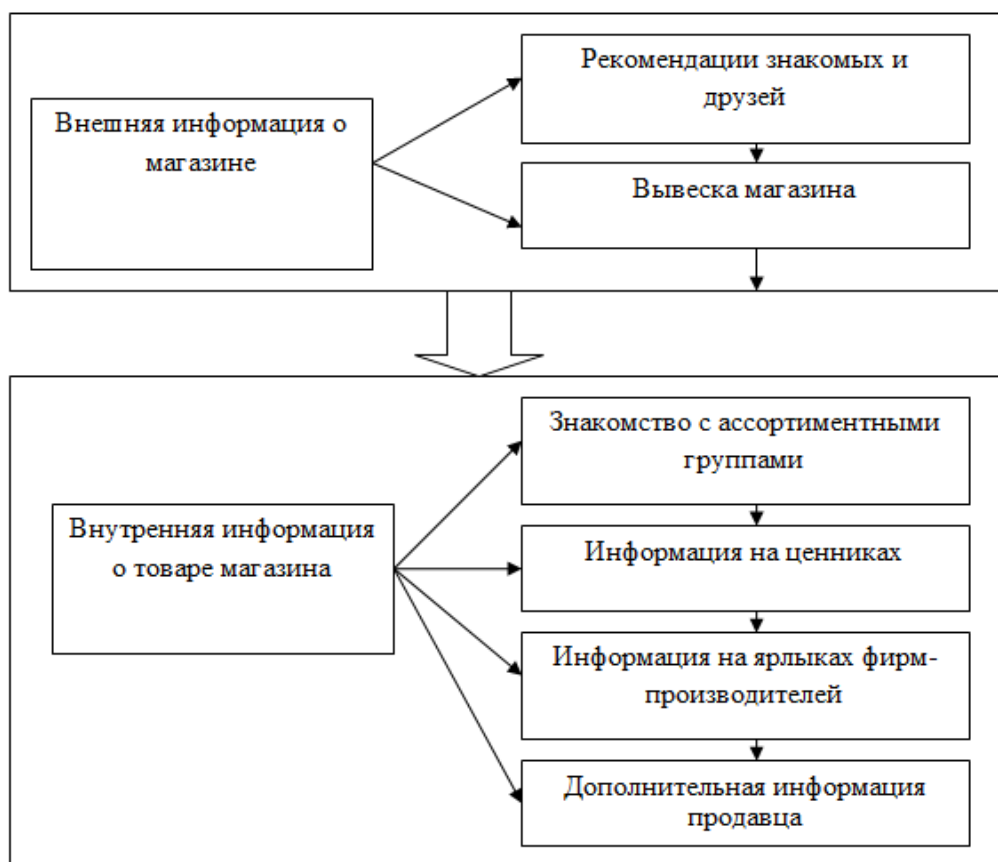 Внешняя информация о
магазине
Рекомендации знакомых и
друзей
Вывеска магазина
Внутренняя информация
о товаре магазина
Знакомство с ассортиментными
группами
Информация на ценниках
Информация на ярлыках фирм-
производителей
Дополнительная информация
продавца